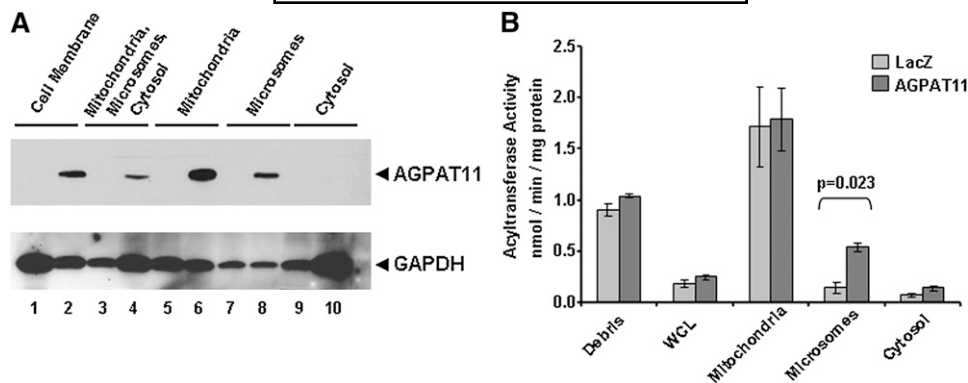 A
Cell Membrane
Mitochondria,
Microsomes,
Cytosol
Mitochondria
Microsomes
Cytosol
AGPAT11
GAPDH
1 2 3 4 5 6 7 8 9 10
B
Acyltransferase Activity
nmol / min / mg protein
2.5
2.0
1.5
1.0
0.5
0.0
LacZ
AGPAT11
p=0.023
Debris
WCL
Mitochondria
Microsomes
Cytosol